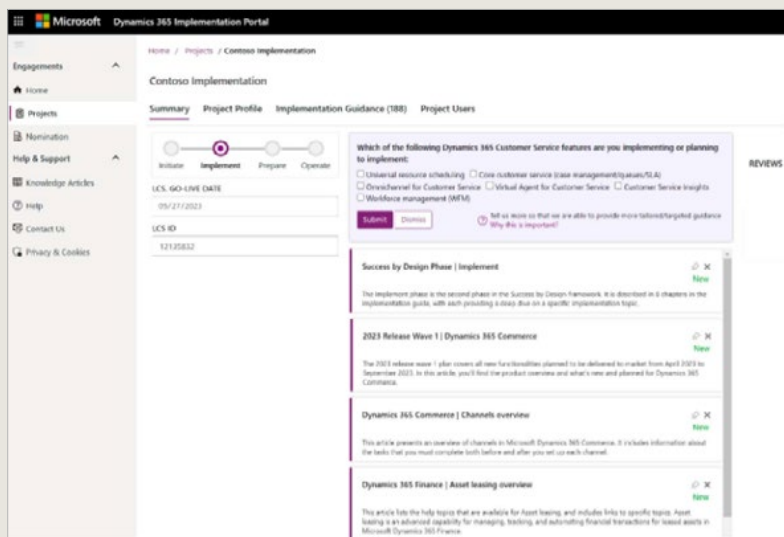 Microsoft Dynamics 365 Implementation Portal
Engagements
Home
Projects
Nomination
Help & Support
Knowledge Articles
Help
Contact Us
Privacy & Cookies
Home / Projects / Contoso Implementation
Contoso Implementation
Summary Project Profile Implementation Guidance (188) Project Users
Initiate Implement Prepare Operate
LCS. GO-LIVE DATE
05/27/2023
LCS ID
12135832
Which of the following Dynamics 365 Customer Service features are you implementing or planning
to implement:
Universal resource scheduling Core customer service (case management/queues/SLA)
Omnichannel for Customer Service Virtual Agent for Customer Service Customer Service Insights
Workforce management (WFM)
Submit Dismiss
Tell us more so that we are able to provide more tailored/targeted guidance
Why this is important?
REVIEWS
Success by Design Phase | Implement
New
The implement phase is the second phase in the Success by Design framework. It is described in 6 chapters in the
implementation guide, with each providing a deep dive on a specific implementation topic.
2023 Release Wave 1 | Dynamics 365 Commerce
New
The 2023 release wave 1 plan covers all new functionalities planned to be delivered to market from April 2023 to
September 2023. In this article, you'll find the product overview and what's new and planned for Dynamics 365
Commerce.
Dynamics 365 Commerce | Channels overview
New
This article presents an overview of channels in Microsoft Dynamics 365 Commerce. It includes information about
the tasks that you must complete both before and after you set up each channel.
Dynamics 365 Finance | Asset leasing overview
New
This article lists the help topics that are available for Asset leasing, and includes links to specific topics. Asset
leasing is an advanced capability for managing, tracking, and automating financial transactions for leased assets in
Microsoft Dynamics 365 Finance.